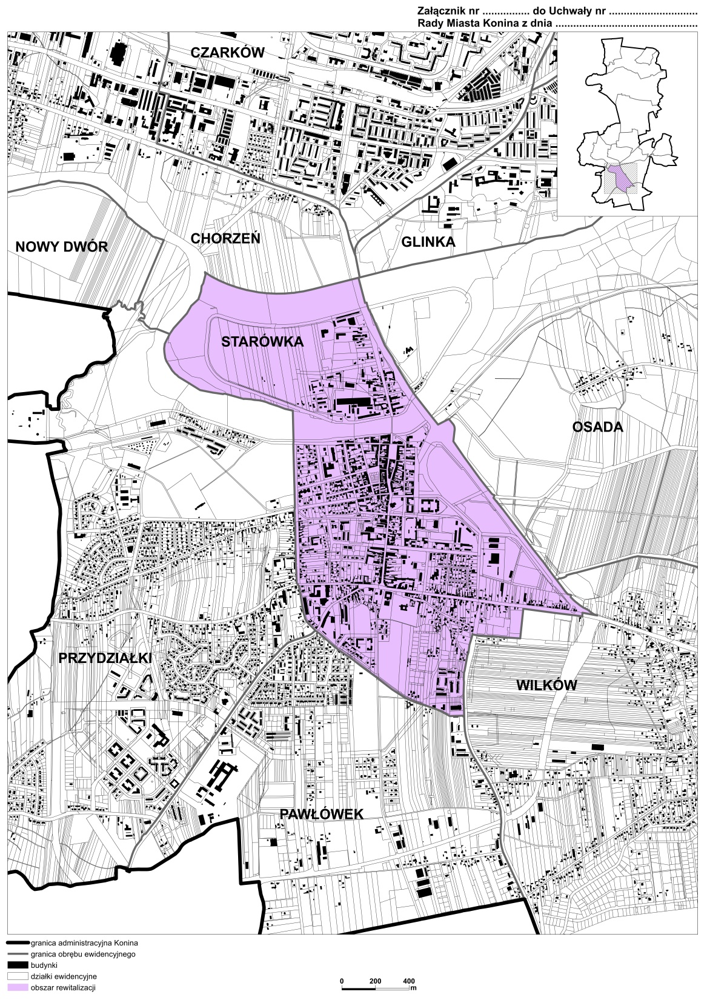 Załącznik nr ................ do Uchwały nr ..............................
Rady Miasta Konina z dnia ................................................
CZARKÓW
NOWY DWÓR
CHORZEŃ
GLINKA
STARÓWKA
OSADA
PRZYDZIAŁKI
WILKÓW
PAWŁÓWEK
granica administracyjna Konina
granica obrębu ewidencyjnego
budynki
działki ewidencyjne
obszar rewitalizacji
0 200 400
m